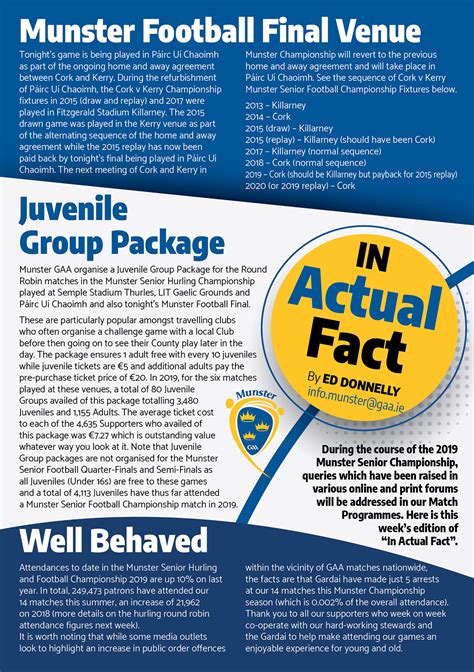 Munster Football Final Venue
Tonight's game is being played in Páirc Uí Chaoimh
as part of the ongoing home and away agreement
between Cork and Kerry. During the refurbishment
of Páirc Uí Chaoimh, the Cork v Kerry Championship
fixtures in 2015 (draw and replay) and 2017 were
played in Fitzgerald Stadium Killarney. The 2015
drawn game was played in the Kerry venue as part
of the alternating sequence of the home and away
agreement while the 2015 replay has now been
paid back by tonight's final being played in Páirc Uí
Chaoimh. The next meeting of Cork and Kerry in
Munster Championship will revert to the previous
home and away agreement and will take place in
Páirc Uí Chaoimh. See the sequence of Cork v Kerry
Munster Senior Football Championship Fixtures below.
2013 – Killarney
2014 – Cork
2015 (draw) – Killarney
2015 (replay) – Killarney (should have been Cork)
2017 – Killarney (normal sequence)
2018 – Cork (normal sequence)
2019 – Cork (should be Killarney but payback for 2015 replay)
2020 (or 2019 replay) – Cork
Juvenile
Group Package
Munster GAA organise a Juvenile Group Package for the Round
Robin matches in the Munster Senior Hurling Championship
played at Semple Stadium Thurles, LIT Gaelic Grounds and
Páirc Uí Chaoimh and also tonight's Munster Football Final.
These are particularly popular amongst travelling clubs
who often organise a challenge game with a local Club
before then going on to see their County play later in the
day. The package ensures 1 adult free with every 10 juveniles
while juvenile tickets are €5 and additional adults pay the
pre-purchase ticket price of €20. In 2019, for the six matches
played at these venues, a total of 80 Juvenile
Groups availed of this package totalling 3,480
Juveniles and 1,155 Adults. The average ticket cost
to each of the 4,635 Supporters who availed of
this package was €7.27 which is outstanding value
whatever way you look at it. Note that Juvenile
Group packages are not organised for the Munster
Senior Football Quarter-Finals and Semi-Finals as
all Juveniles (Under 16s) are free to these games
and a total of 4,113 Juveniles have thus far attended
a Munster Senior Football Championship match in 2019.
IN
Actual
Fact
By ED DONNELLY
info.munster@gaa.ie
Munster
GAA
During the course of the 2019
Munster Senior Championship,
queries which have been raised in
various online and print forums
will be addressed in our Match
Programmes. Here is this
week's edition of
"In Actual Fact".
Well Behaved
Attendances to date in the Munster Senior Hurling
and Football Championship 2019 are up 10% on last
year. In total, 249,473 patrons have attended our
14 matches this summer, an increase of 21,962
on 2018 (more details on the hurling round robin
attendance figures next week).
It is worth noting that while some media outlets
look to highlight an increase in public order offences
within the vicinity of GAA matches nationwide,
the facts are that Gardaí have made just 5 arrests
at our 14 matches this Munster Championship
season (which is 0.002% of the overall attendance).
Thank you to all our supporters who week on week
co-operate with our hardworking stewards and
the Gardaí to help make attending our games an
enjoyable experience for young and old.